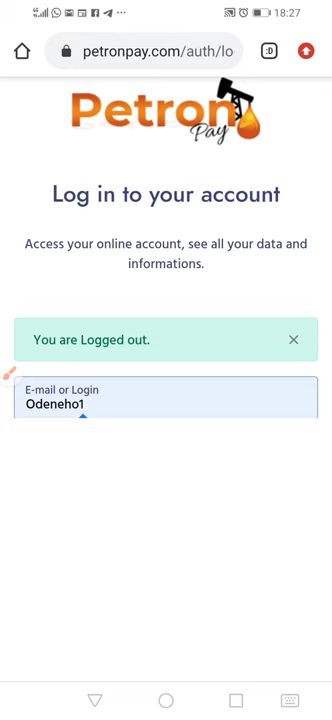 18:27
petronpay.com/auth/lo
:D
Petron
Pay
Log in to your account
Access your online account, see all your data and
informations.
You are Logged out.
E-mail or Login
Odeneho1